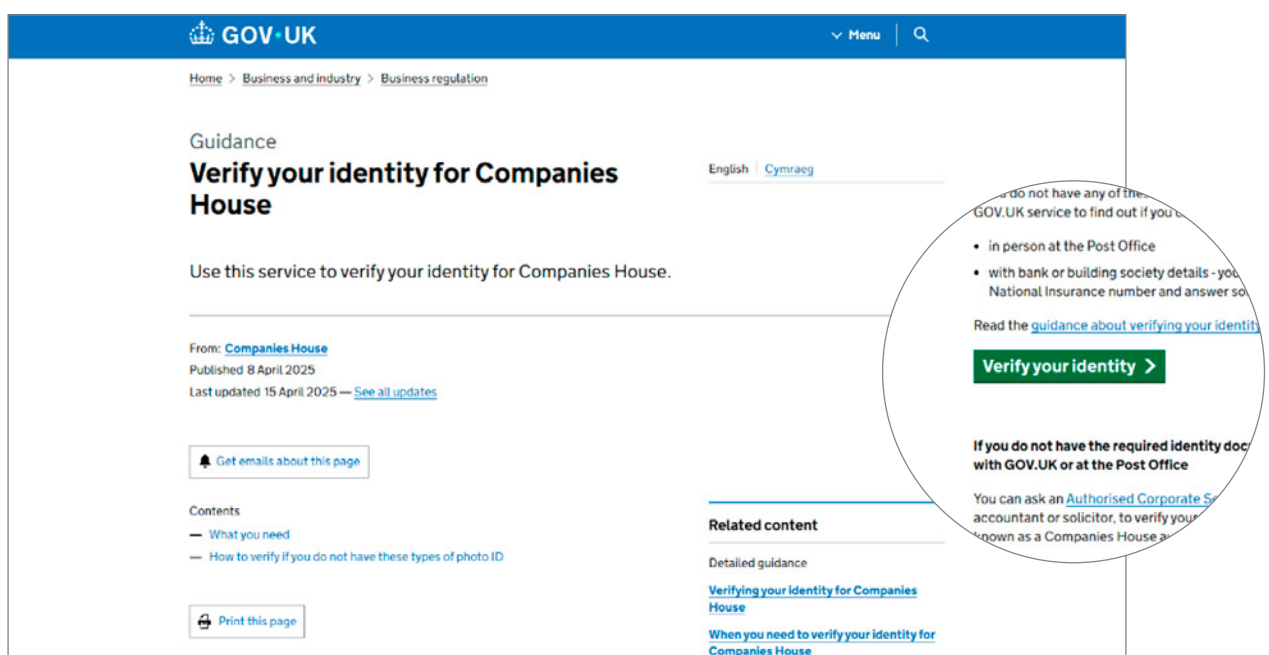 GOV·UK
Menu
Home > Business and industry > Business regulation
Guidance
Verify your identity for Companies
House
English | Cymraeg
Use this service to verify your identity for Companies House.
From: Companies House
Published 8 April 2025
Last updated 15 April 2025 — See all updates
Get emails about this page
Contents
— What you need
— How to verify if you do not have these types of photo ID
Print this page
Related content
Detailed guidance
Verifying your identity for Companies
House
When you need to verify your identity for
Companies House
do not have any of
GOV.UK service to find out if you
• in person at the Post Office
• with bank or building society details - you
National Insurance number and answer
Read the guidance about verifying your identity
Verify your identity >
If you do not have the required identity
with GOV.UK or at the Post Office
You can ask an Authorised Corporate
accountant or solicitor, to verify your
known as a Companies House